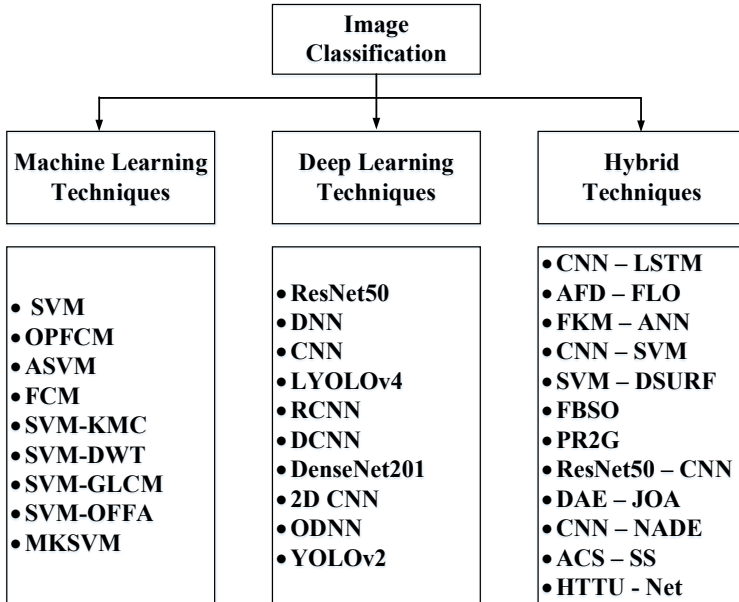 Image
Classification
Machine Learning
Techniques
Deep Learning
Techniques
Hybrid
Techniques
• SVM
• OPFCM
• ASVM
• FCM
• SVM-KMC
• SVM-DWT
• SVM-GLCM
• SVM-OFFA
• MKSVM
• ResNet50
• DNN
• CNN
• LYOLOv4
• RCNN
• DCNN
• DenseNet201
• 2D CNN
• ODNN
• YOLOv2
• CNN – LSTM
• AFD – FLO
• FKM – ANN
• CNN – SVM
• SVM – DSURF
• FBSO
• PR2G
• ResNet50 – CNN
• DAE – JOA
• CNN – NADE
• ACS – SS
• HTTU - Net